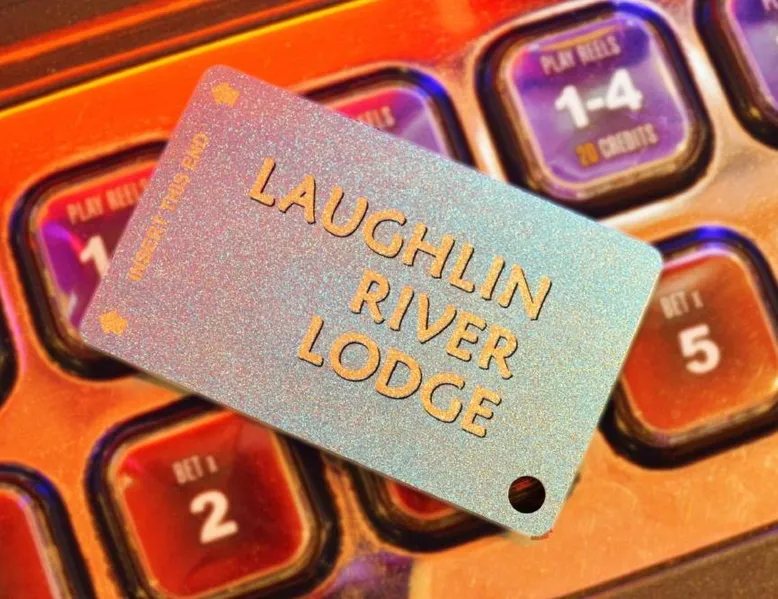 PLAY REELS
1-4
20 CREDITS
REELS
PLAY REELS
1
INSERT THIS END
LAUGHLIN
RIVER
LODGE
BET x
5
BET x
2